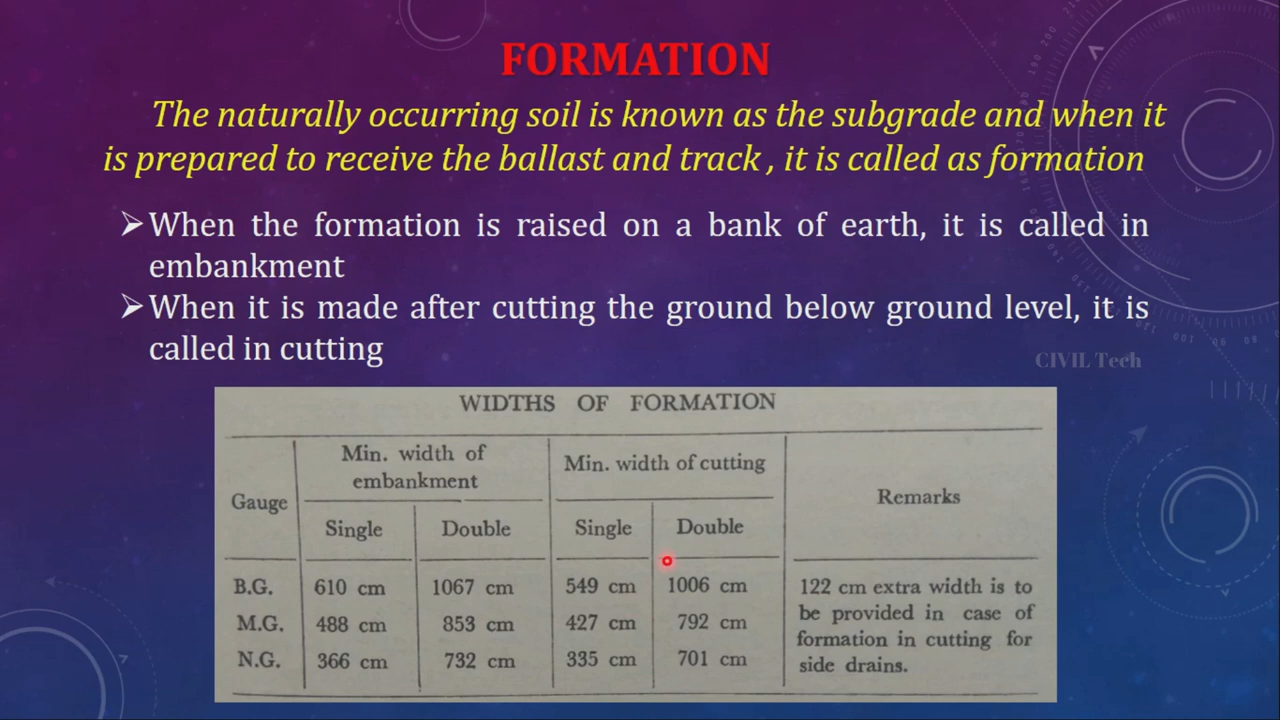 FORMATION
The naturally occurring soil is known as the subgrade and when it
is prepared to receive the ballast and track , it is called as formation
➢When the formation is raised on a bank of earth, it is called in
embankment
➢When it is made after cutting the ground below ground level, it is
called in cutting
CIVIL Tech
WIDTHS OF FORMATION
Gauge
Min. width of
embankment
Min. width of cutting
Remarks
Single Double Single Double
B.G. 610 cm 1067 cm 549 cm 1006 cm
M.G. 488 cm 853 cm 427 cm 792 cm
N.G. 366 cm 732 cm 335 cm 701 cm
122 cm extra width is to
be provided in case of
formation in cutting for
side drains.